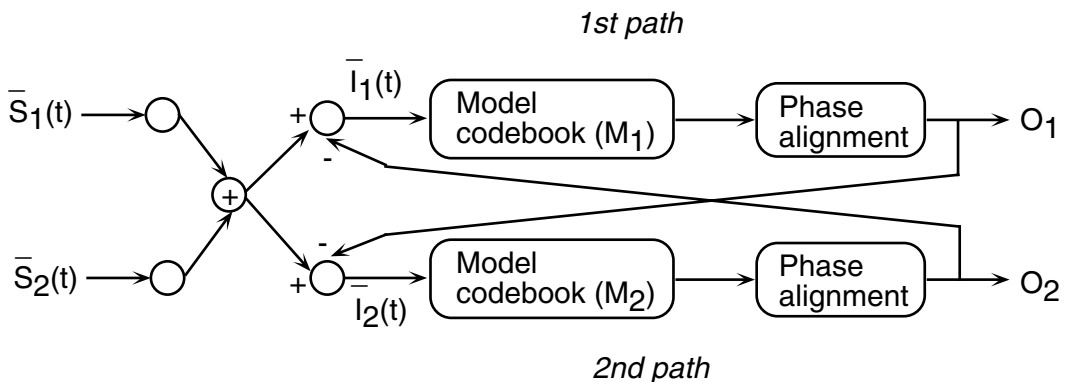 1st path
S̅1(t)
+
I̅1(t)
Model
codebook (M1)
Phase
alignment
O1
-
+
-
S̅2(t)
+
I̅2(t)
Model
codebook (M2)
Phase
alignment
O2
2nd path